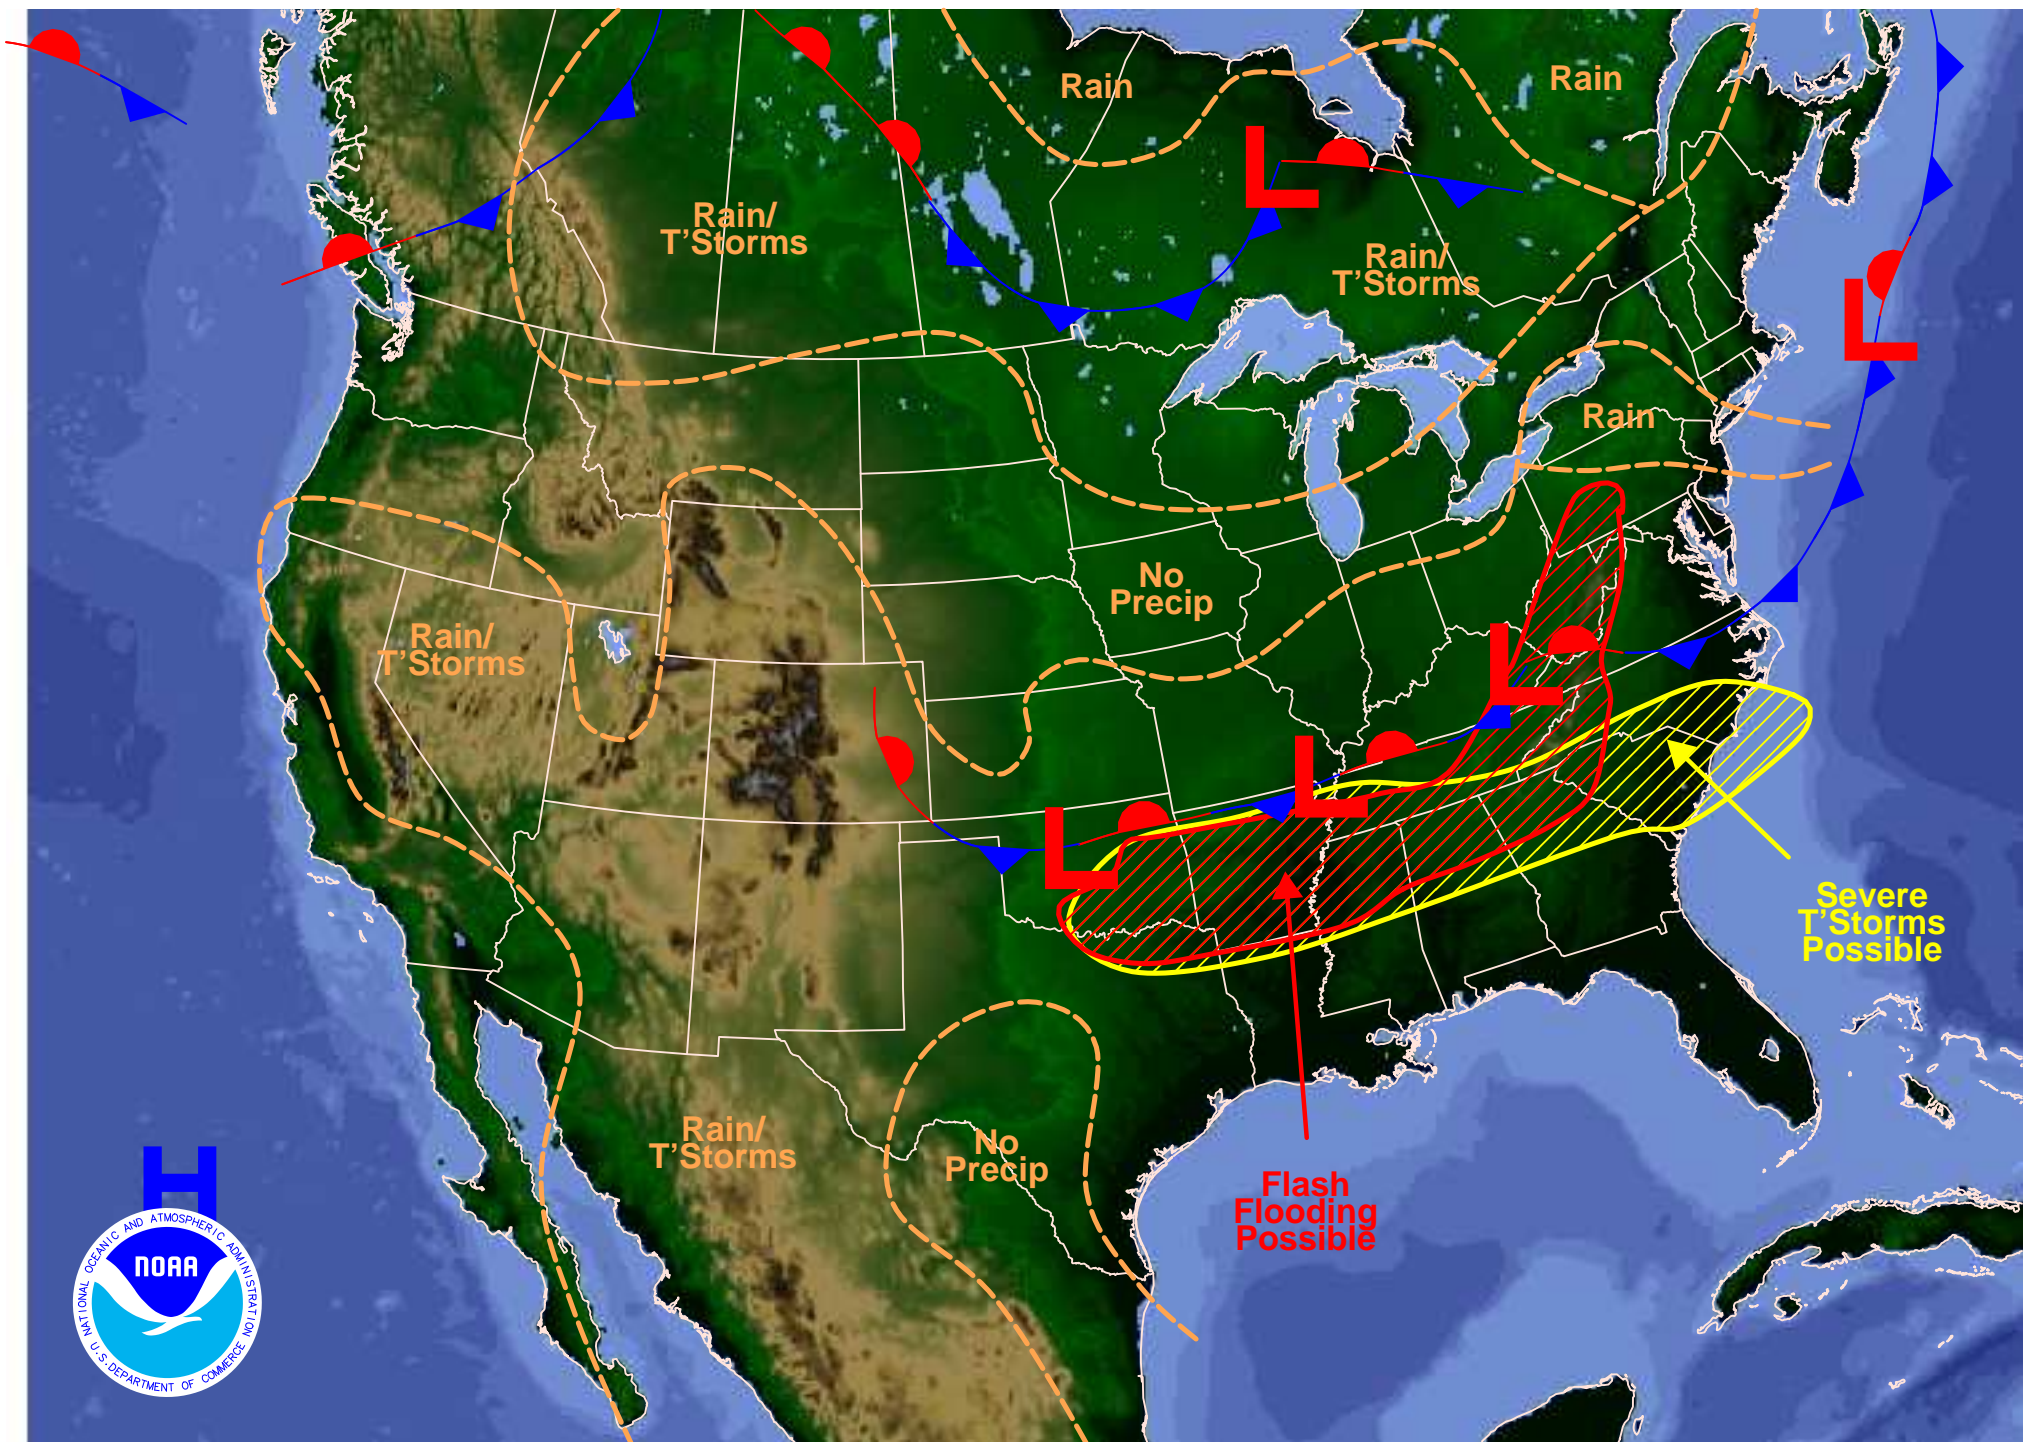 Rain
Rain
L
Rain/
T'Storms
Rain/
T'Storms
L
Rain
No
Precip
Rain/
T'Storms
L
L
L
Severe
T'Storms
Possible
Rain/
T'Storms
No
Precip
Flash
Flooding
Possible
H
NATIONAL OCEANIC AND ATMOSPHERIC ADMINISTRATION
NOAA
U.S. DEPARTMENT OF COMMERCE